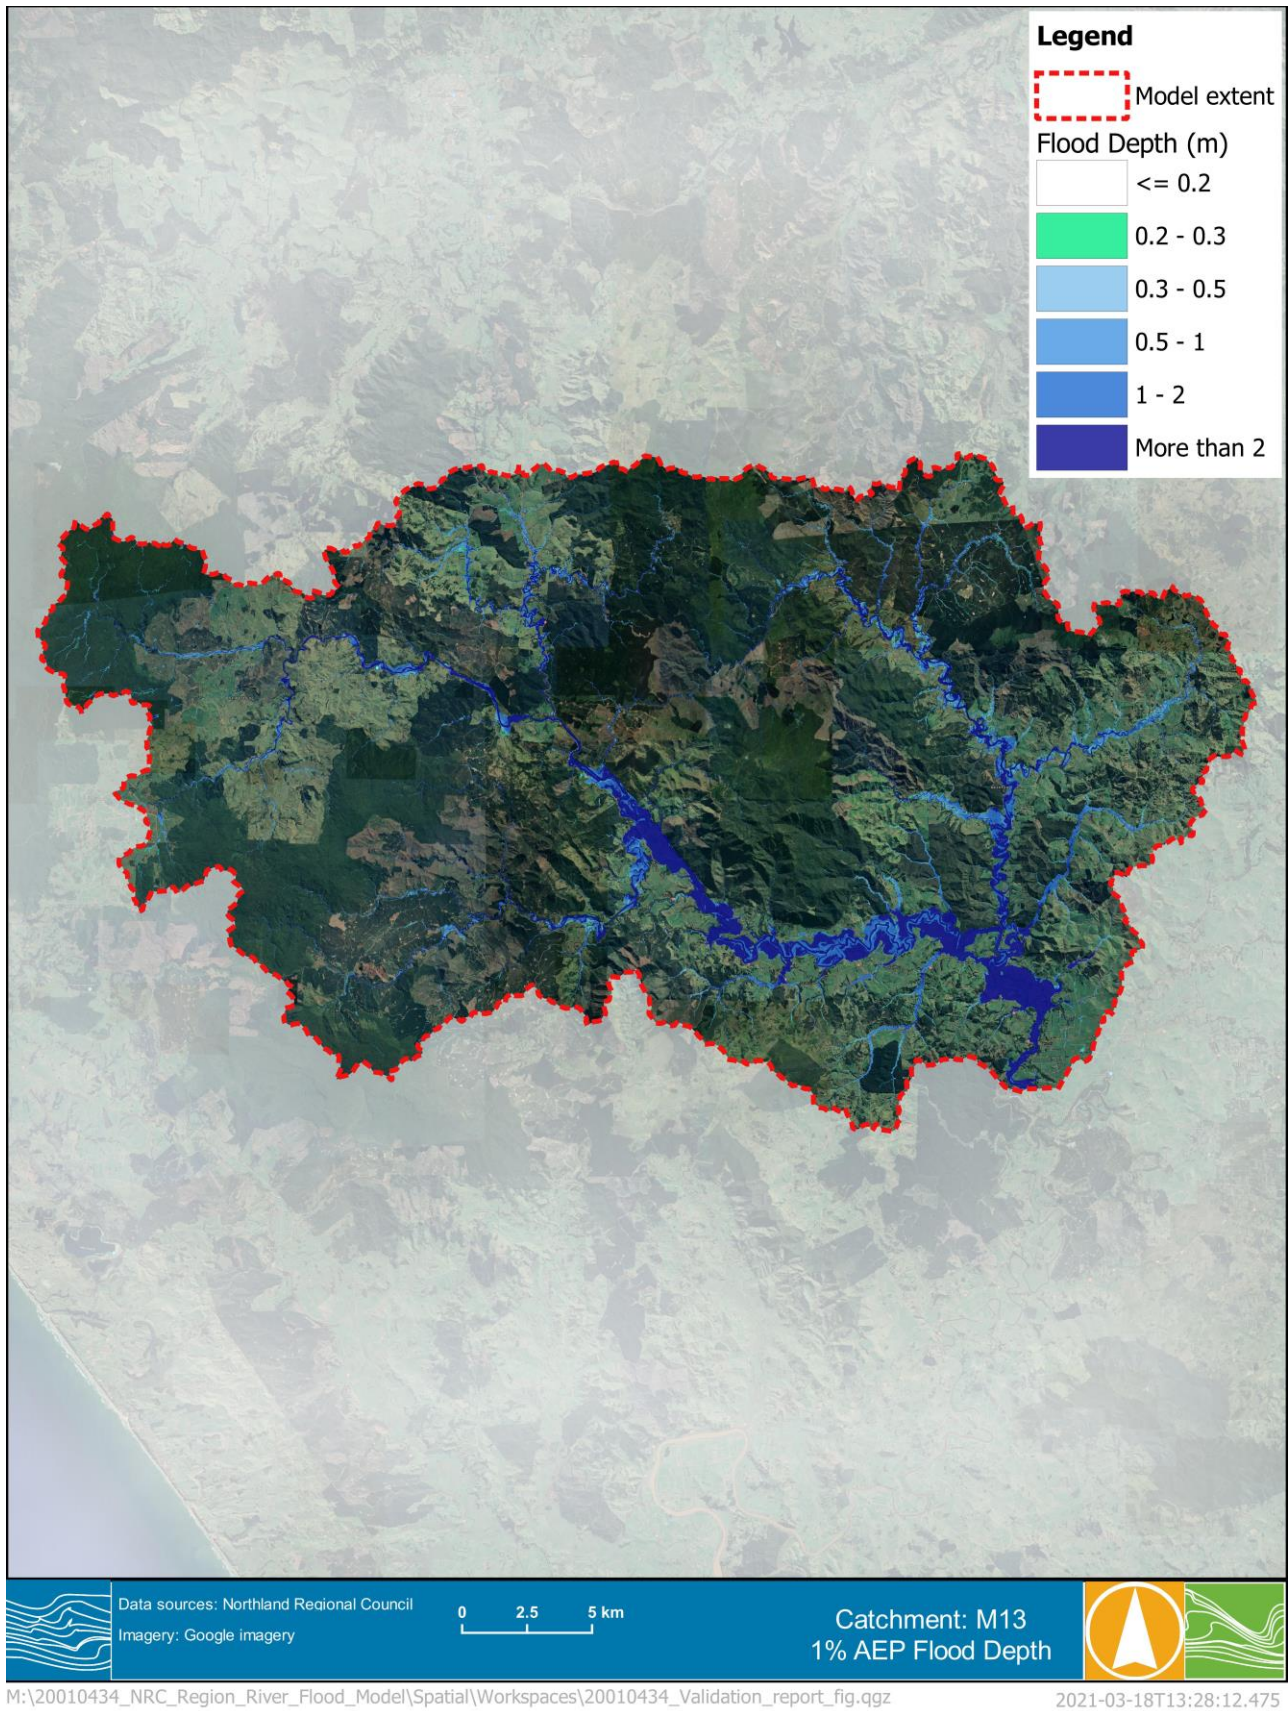 Legend
Model extent
Flood Depth (m)
<= 0.2
0.2 - 0.3
0.3 - 0.5
0.5 - 1
1 - 2
More than 2
Data sources: Northland Regional Council
Imagery: Google imagery
0 2.5 5 km
Catchment: M13
1% AEP Flood Depth
M:\20010434_NRC_Region_River_Flood_Model\Spatial\Workspaces\20010434_Validation_report_fig.qgz
2021-03-18T13:28:12.475